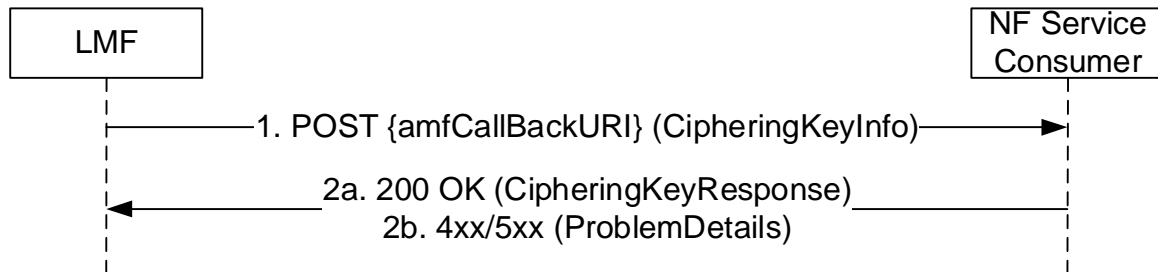 LMF
NF Service
Consumer
1. POST {amfCallBackURI} (CipheringKeyInfo)
2a. 200 OK (CipheringKeyResponse)
2b. 4xx/5xx (ProblemDetails)